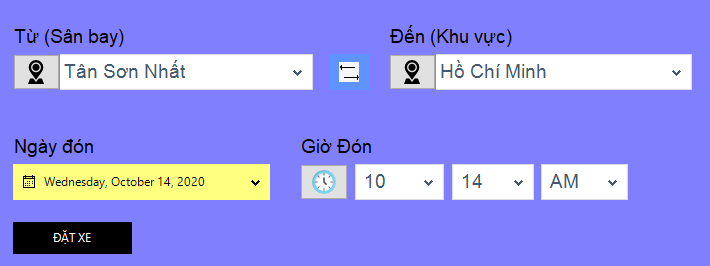 Từ (Sân bay)
Đến (Khu vực)
Tân Sơn Nhất
Hồ Chí Minh
Ngày đón
Giờ Đón
Wednesday, October 14, 2020
10
14
AM
ĐẶT XE